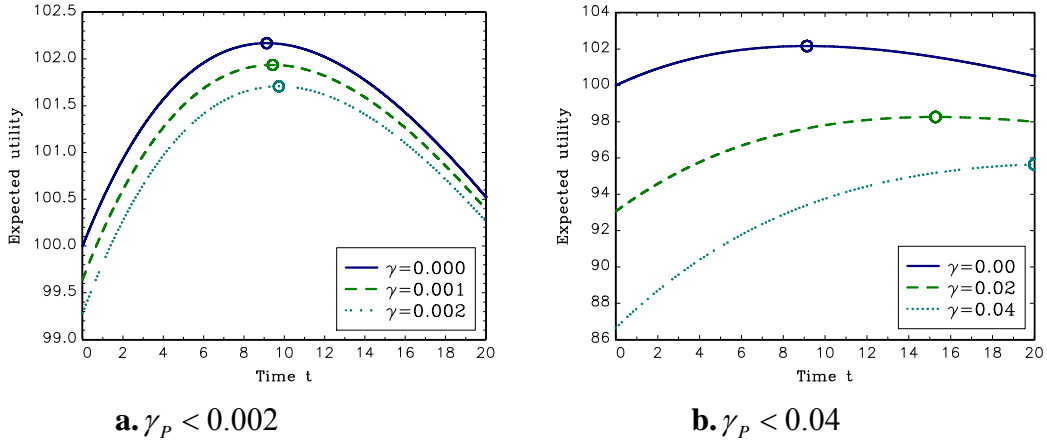 102.5
102.0
101.5
101.0
100.5
100.0
99.5
99.0
Expected utility
0 2 4 6 8 10 12 14 16 18 20
Time t
γ=0.000
γ=0.001
γ=0.002
a. γ_P < 0.002
104
102
100
98
96
94
92
90
88
86
Expected utility
0 2 4 6 8 10 12 14 16 18 20
Time t
γ=0.00
γ=0.02
γ=0.04
b. γ_P < 0.04